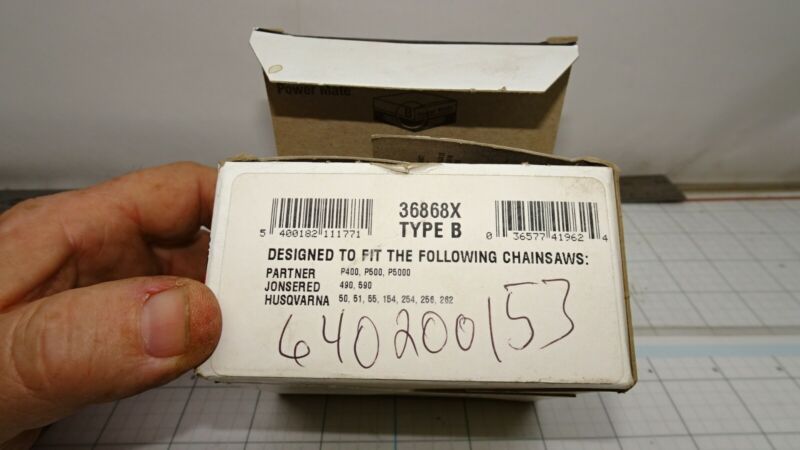 Power Mate
B
36868X
TYPE B
5 400182 111771
0 36577 41962 4
DESIGNED TO FIT THE FOLLOWING CHAINSAWS:
PARTNER P400, P500, P5000
JONSERED 490, 590
HUSQVARNA 50, 51, 55, 154, 254, 256, 262
640200153